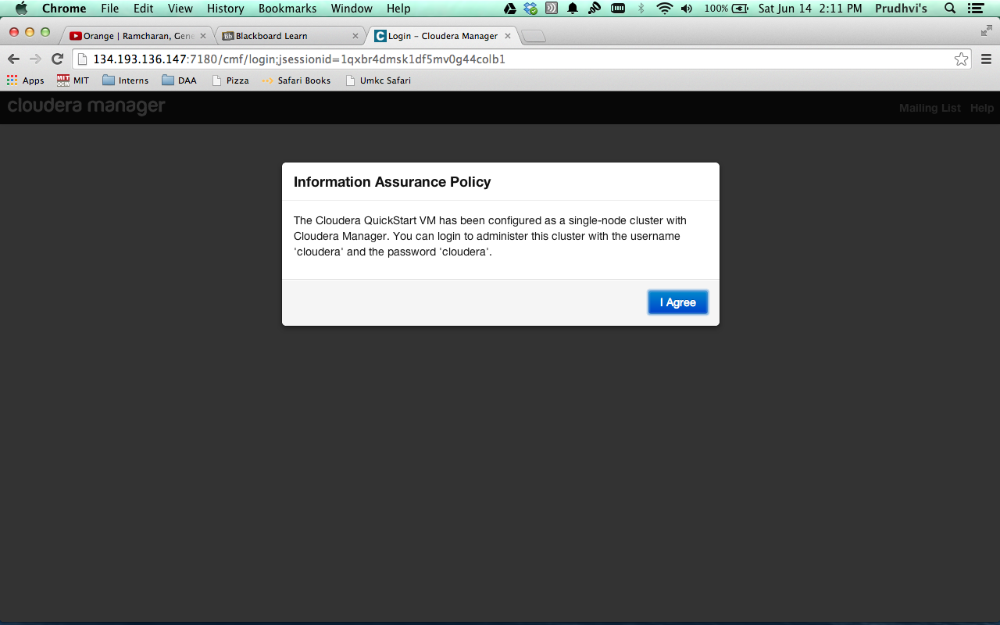 Chrome File Edit View History Bookmarks Window Help 100% Sat Jun 14 2:11 PM Prudhvi's
Orange | Ramcharan, Gene Blackboard Learn Login - Cloudera Manager
134.193.136.147:7180/cmf/login;jsessionid=1qxbr4dmsk1df5mv0g44colb1
Apps MIT Interns DAA Pizza Safari Books Umkc Safari
cloudera manager Mailing List Help
Information Assurance Policy
The Cloudera QuickStart VM has been configured as a single-node cluster with
Cloudera Manager. You can login to administer this cluster with the username
'cloudera' and the password 'cloudera'.
I Agree